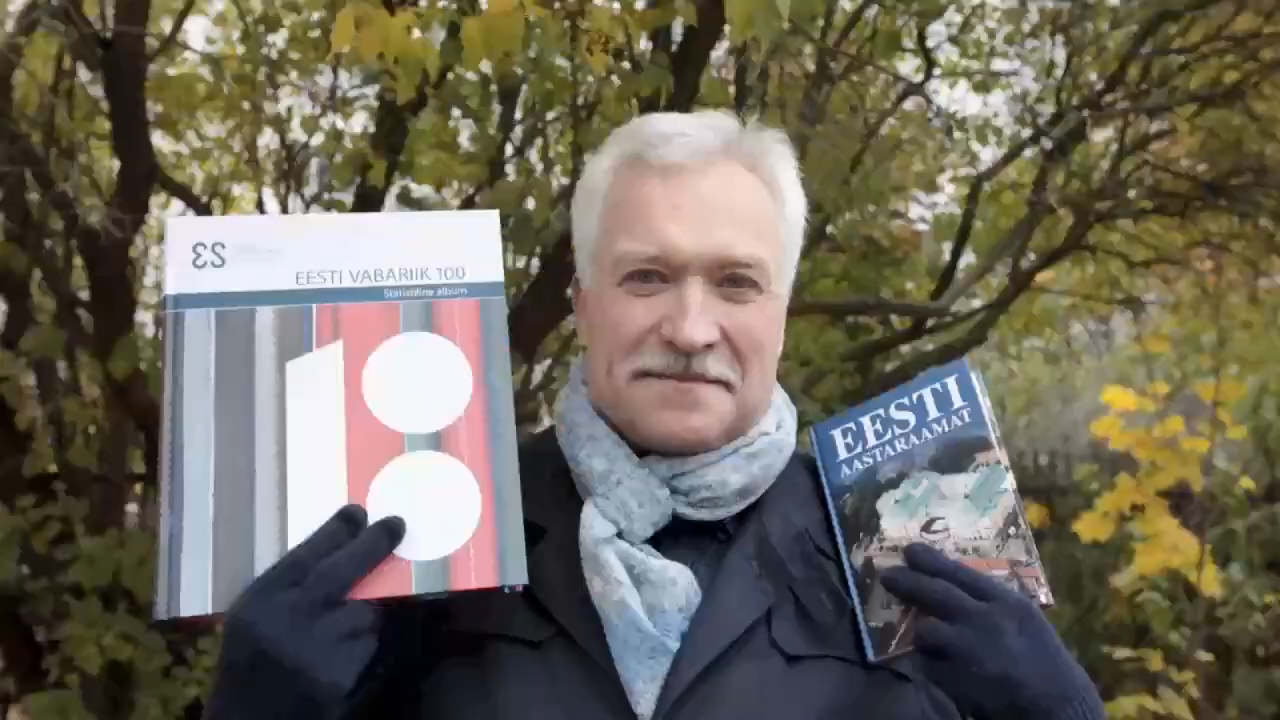 ES
EESTI VABARIIK 100
Statistiline album
EESTI
AASTARAAMAT